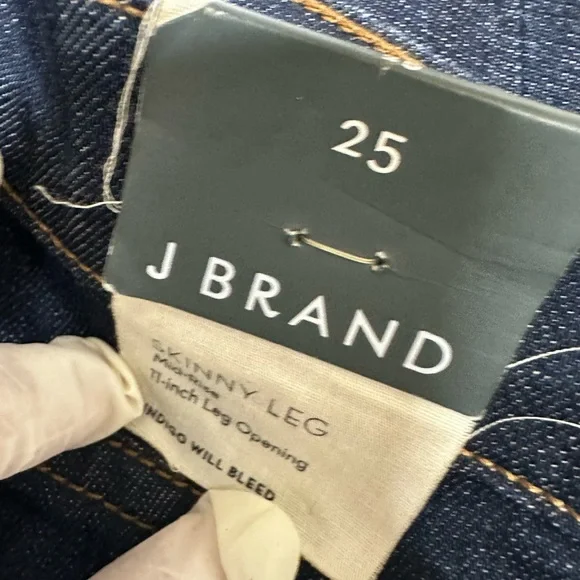 25
J BRAND
SKINNY LEG
Mid-Rise
11-inch Leg Opening
INDIGO WILL BLEED